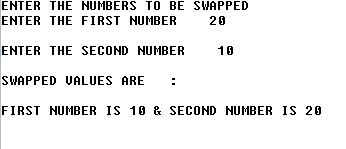 ENTER THE NUMBERS TO BE SWAPPED
ENTER THE FIRST NUMBER 20
ENTER THE SECOND NUMBER 10
SWAPPED VALUES ARE :
FIRST NUMBER IS 10 & SECOND NUMBER IS 20